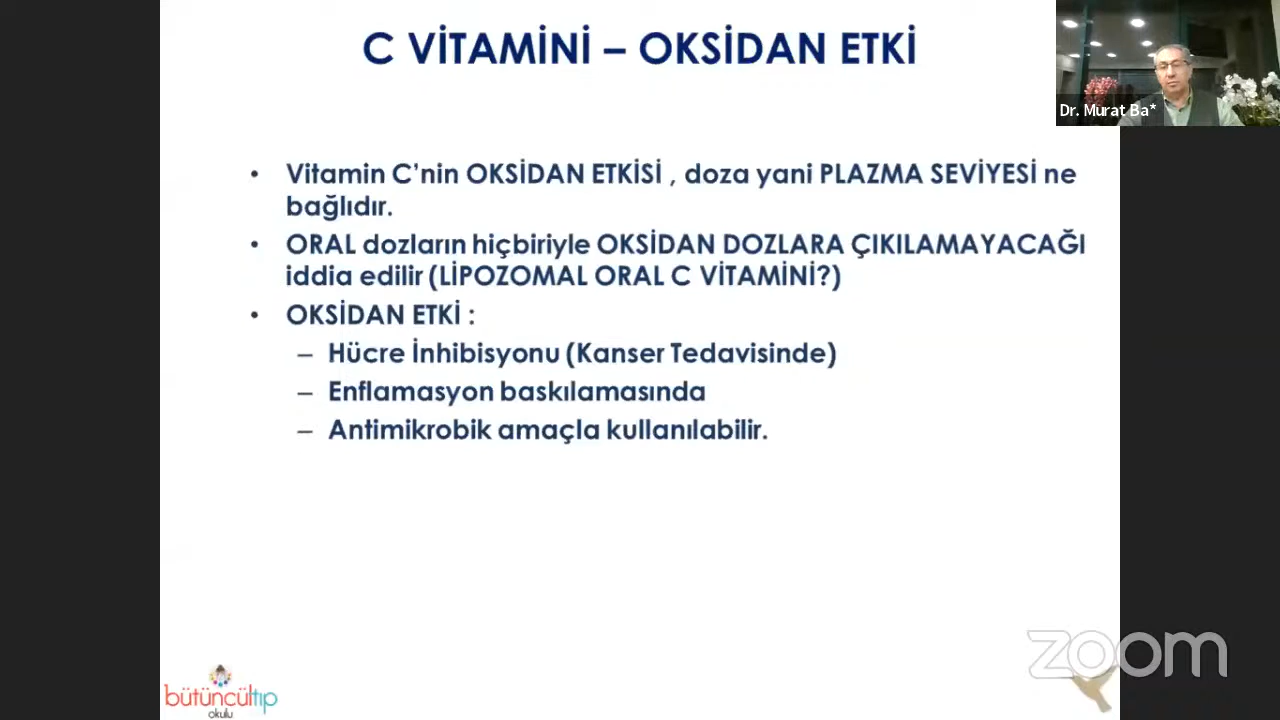 C VİTAMİNİ – OKSİDAN ETKİ
Dr. Murat Ba*
• Vitamin C'nin OKSİDAN ETKİSİ , doza yani PLAZMA SEVİYESİ ne
bağlıdır.
• ORAL dozların hiçbiriyle OKSİDAN DOZLARA ÇIKILAMAYACAĞI
iddia edilir (LİPOZOMAL ORAL C VİTAMİNİ?)
• OKSİDAN ETKİ :
– Hücre İnhibisyonu (Kanser Tedavisinde)
– Enflamasyon baskılamasında
– Antimikrobik amaçla kullanılabilir.
zoom
bütüncültıp
okulu